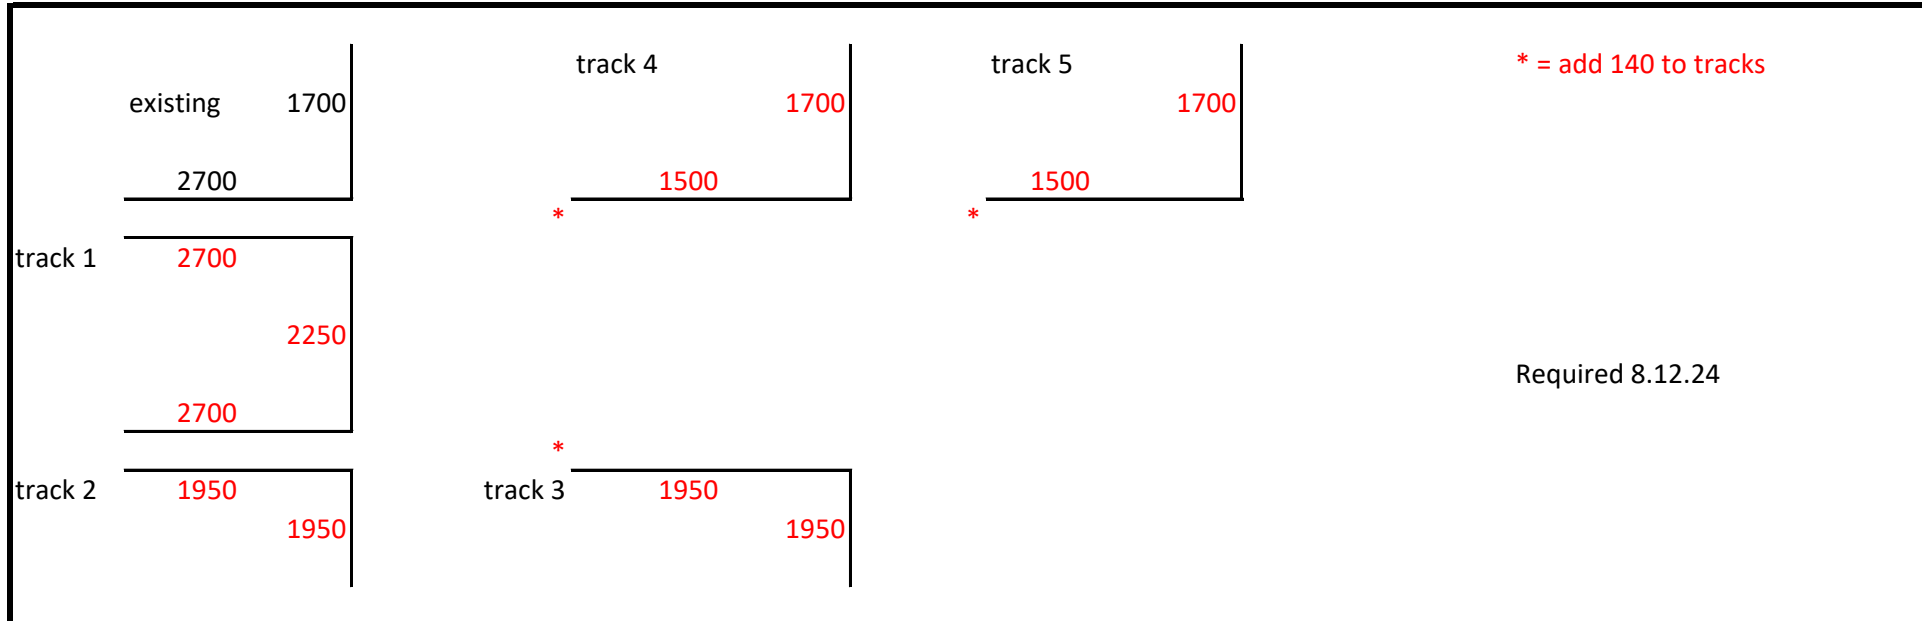 track 4 track 5 * = add 140 to tracks
existing 1700 1700 1700
2700 1500 1500
* *
track 1 2700
2250
Required 8.12.24
2700
*
track 2 1950 track 3 1950
1950 1950